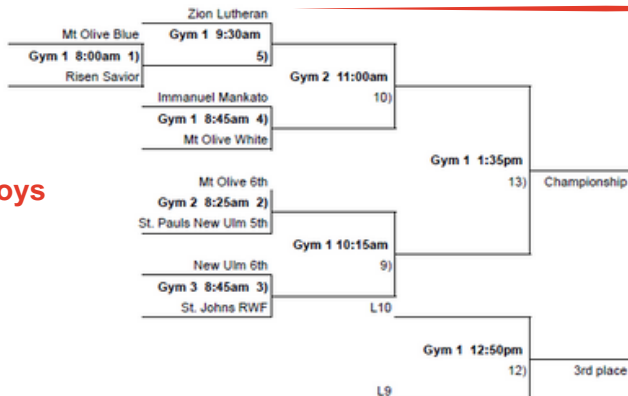 Zion Lutheran
Mt Olive Blue
Gym 1 9:30am
Gym 1 8:00am 1)
5)
Risen Savior
Gym 2 11:00am
Immanuel Mankato
10)
Gym 1 8:45am 4)
Mt Olive White
Gym 1 1:35pm
Mt Olive 6th
13)
Championship
oys
Gym 2 8:25am 2)
St. Pauls New Ulm 5th
Gym 1 10:15am
New Ulm 6th
9)
Gym 3 8:45am 3)
St. Johns RWF
L10
Gym 1 12:50pm
12)
3rd place
L9